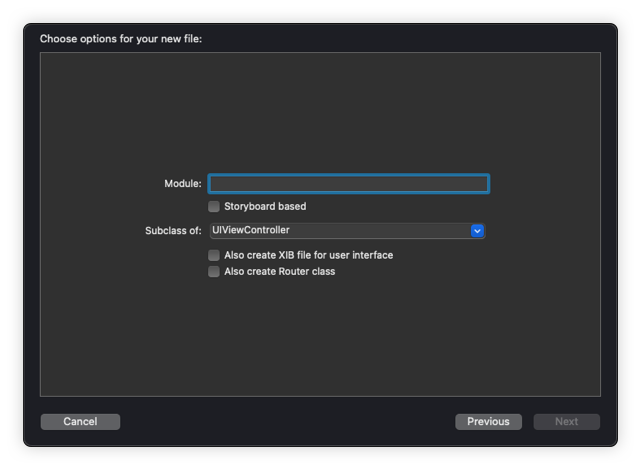 Choose options for your new file:
Module:
Storyboard based
Subclass of: UIViewController
Also create XIB file for user interface
Also create Router class
Cancel Previous Next